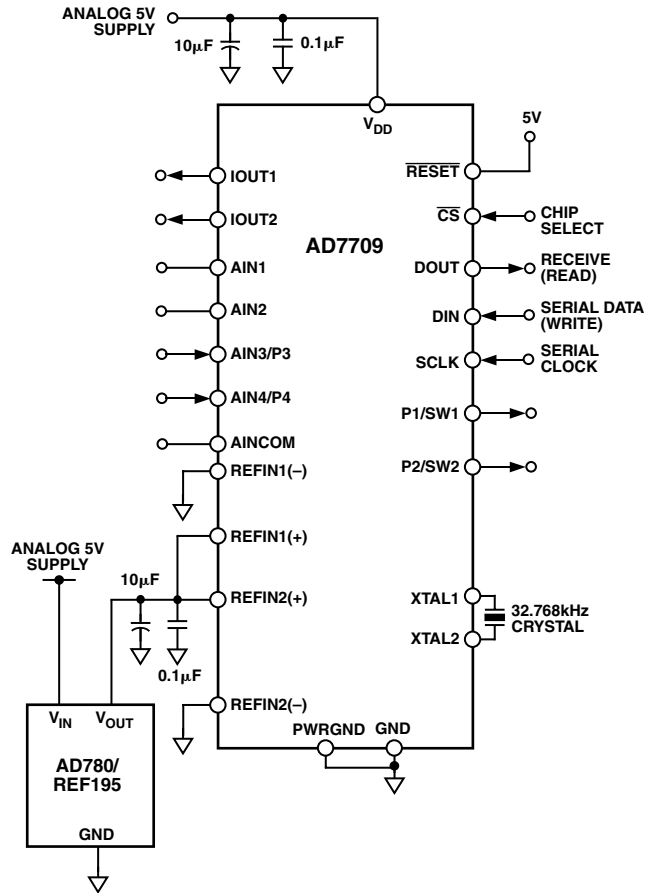 ANALOG 5V
SUPPLY
10µF
0.1µF
VDD
5V
IOUT1
RESET
IOUT2
CS
CHIP
SELECT
AD7709
AIN1
DOUT
RECEIVE
(READ)
AIN2
DIN
SERIAL DATA
(WRITE)
AIN3/P3
SCLK
SERIAL
CLOCK
AIN4/P4
P1/SW1
AINCOM
REFIN1(–)
P2/SW2
REFIN1(+)
ANALOG 5V
SUPPLY
10µF
REFIN2(+)
XTAL1
32.768kHz
CRYSTAL
XTAL2
0.1µF
REFIN2(–)
VIN
VOUT
PWRGND
GND
AD780/
REF195
GND